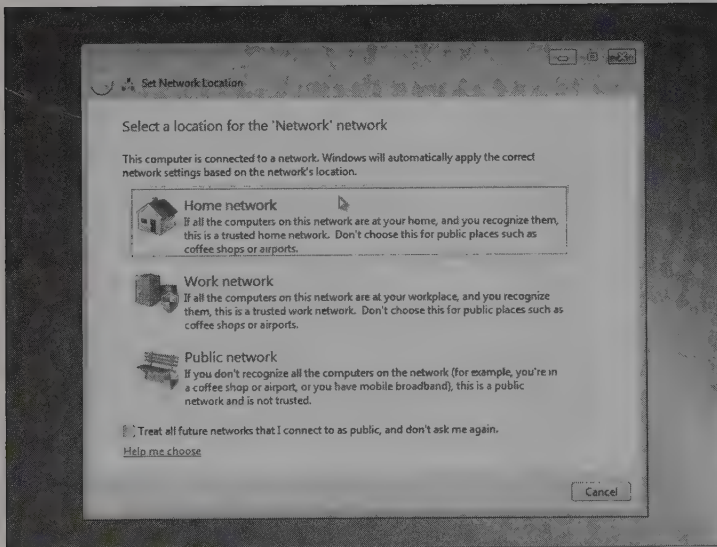 Set Network Location
Select a location for the 'Network' network
This computer is connected to a network. Windows will automatically apply the correct
network settings based on the network's location.
Home network
If all the computers on this network are at your home, and you recognize them,
this is a trusted home network. Don't choose this for public places such as
coffee shops or airports.
Work network
If all the computers on this network are at your workplace, and you recognize
them, this is a trusted work network. Don't choose this for public places such as
coffee shops or airports.
Public network
If you don't recognize all the computers on the network (for example, you're in
a coffee shop or airport, or you have mobile broadband), this is a public
network and is not trusted.
Treat all future networks that I connect to as public, and don't ask me again.
Help me choose
Cancel